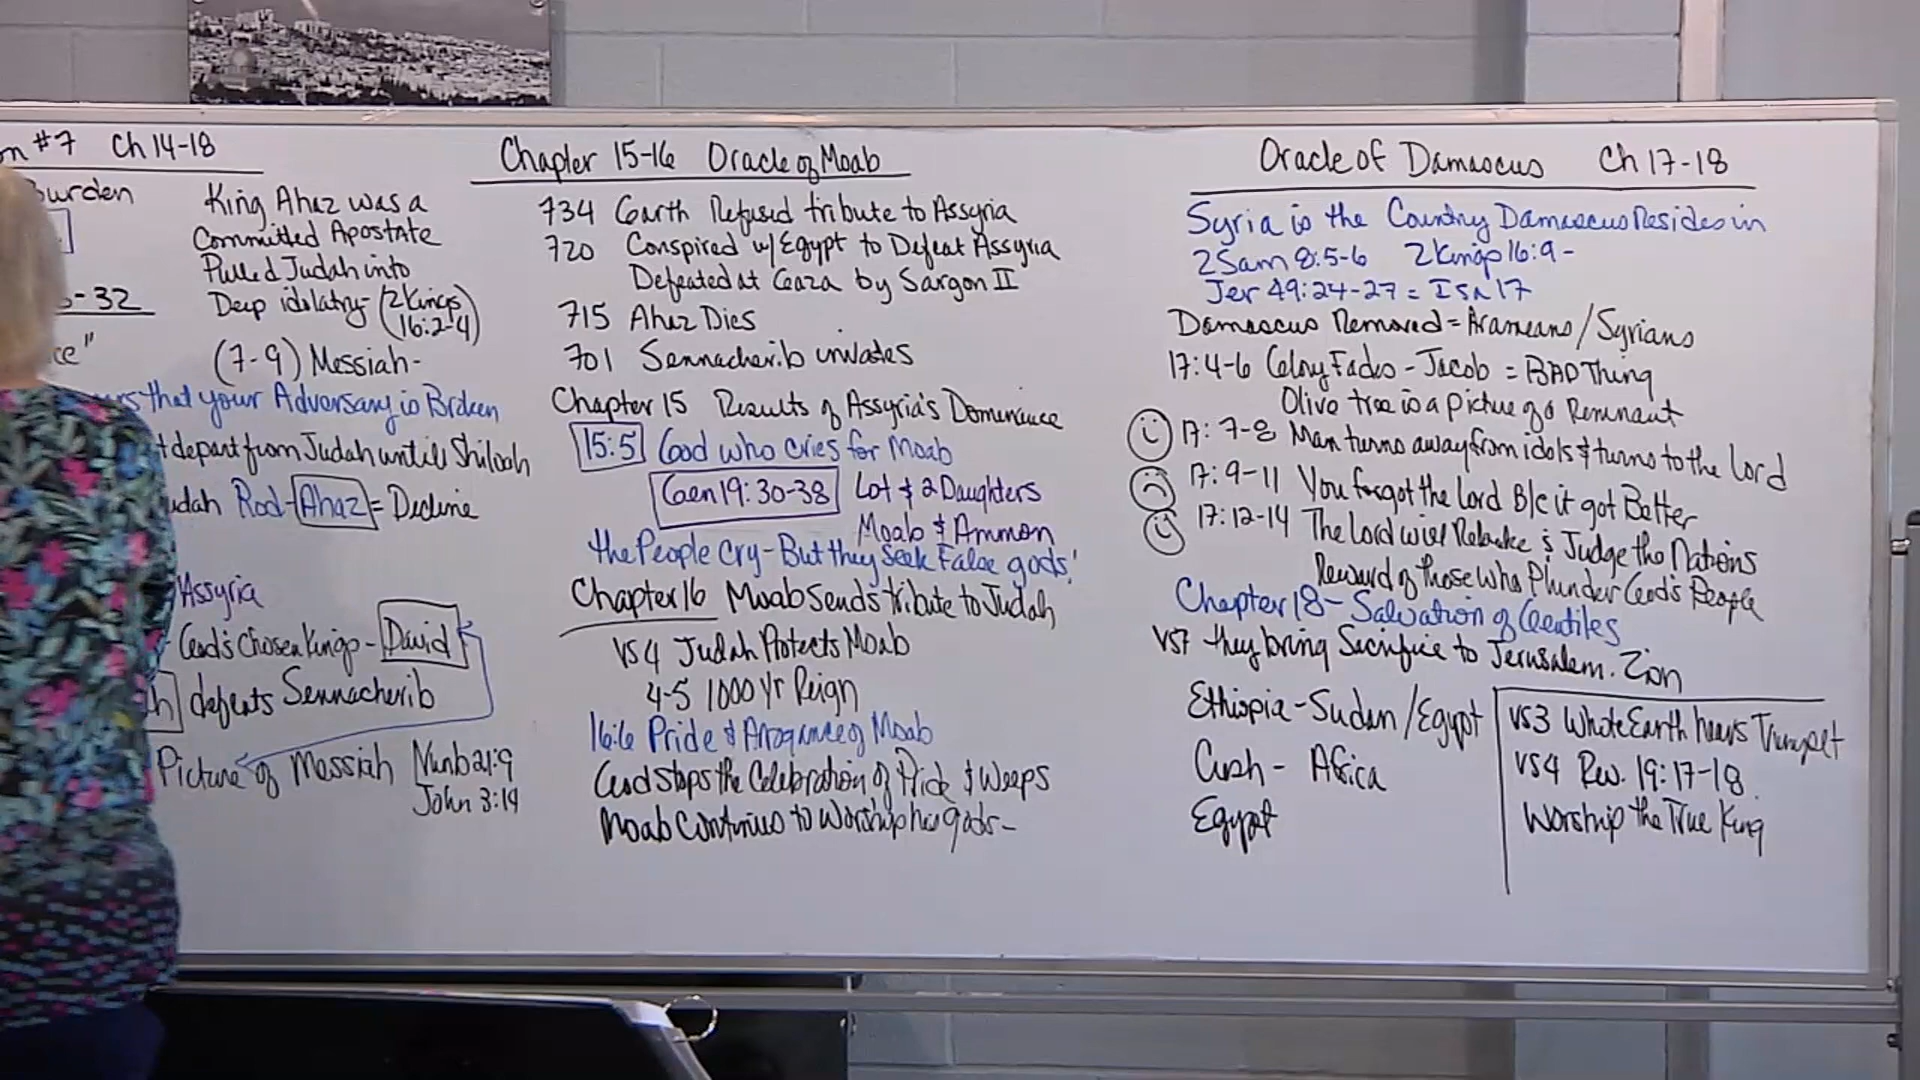 #7 Ch 14-18
Burden
-32
King Ahaz was a
Committed Apostate
Pulled Judah into
Deep idolatry- (2 Kings
16:2-4)
(7-9) Messiah-
that your Adversary is Broken
depart from Judah until Shiloah
Rod-Ahaz = Decline
Assyria
God's Chosen Kings - David
defeats Sennacherib
Picture of Messiah
Numb 21:9
John 3:14
Chapter 15-16 Oracle of Moab
734 Garth Refused tribute to Assyria
720 Conspired w/Egypt to Defeat Assyria
Defeated at Gaza by Sargon II
715 Ahaz Dies
701 Sennacherib invades
Chapter 15 Results of Assyria's Dominance
15:5 God who cries for Moab
Gen 19:30-38 Lot & 2 Daughters
Moab & Ammon
the People Cry - But they Seek False gods!
Chapter 16 Moab Sends tribute to Judah
VS 4 Judah Protects Moab
4-5 1000 yr Reign
16:6 Pride & Arrogance of Moab
God stops the Celebration of Pride & Weeps
Moab Continues to worship her gods-
Oracle of Damascus Ch 17-18
Syria is the Country Damascus Resides in
2 Sam 8:5-6 2 Kings 16:9-
Jer 49:24-27 = Isa 17
Damascus Removed = Arameans/Syrians
17:4-6 Glory Fades - Jacob = BAD Thing
Olive tree is a picture of a Remnant
17:7-8 Man turns away from idols & turns to the Lord
17:9-11 You forgot the Lord B/c it got Better
17:12-14 The Lord will Rebuke & Judge the Nations
Reward of those who Plunder God's People
Chapter 18 - Salvation of Gentiles
VS7 they bring Sacrifice to Jerusalem. Zion
Ethiopia - Sudan/Egypt
Cush - Africa
Egypt
VS3 Whole Earth hears Trumpet
VS4 Rev. 19:17-18
Worship the True King